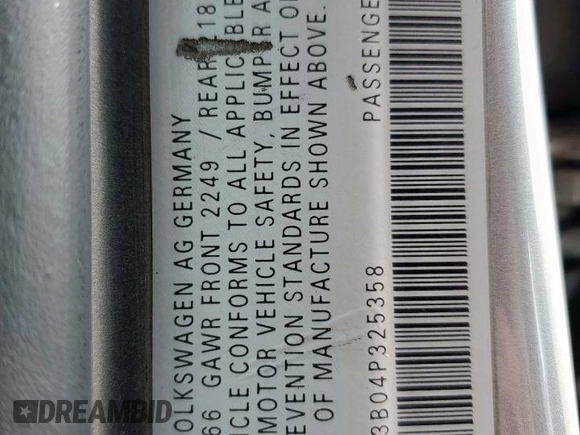 OLKSWAGEN AG GERMANY
66 GAWR FRONT 2249 / REAR 18
ICLE CONFORMS TO ALL APPLICABLE
MOTOR VEHICLE SAFETY, BUMPER A
EVENTION STANDARDS IN EFFECT O
OF MANUFACTURE SHOWN ABOVE.
3B04P325358 PASSENGE
DREAMBID